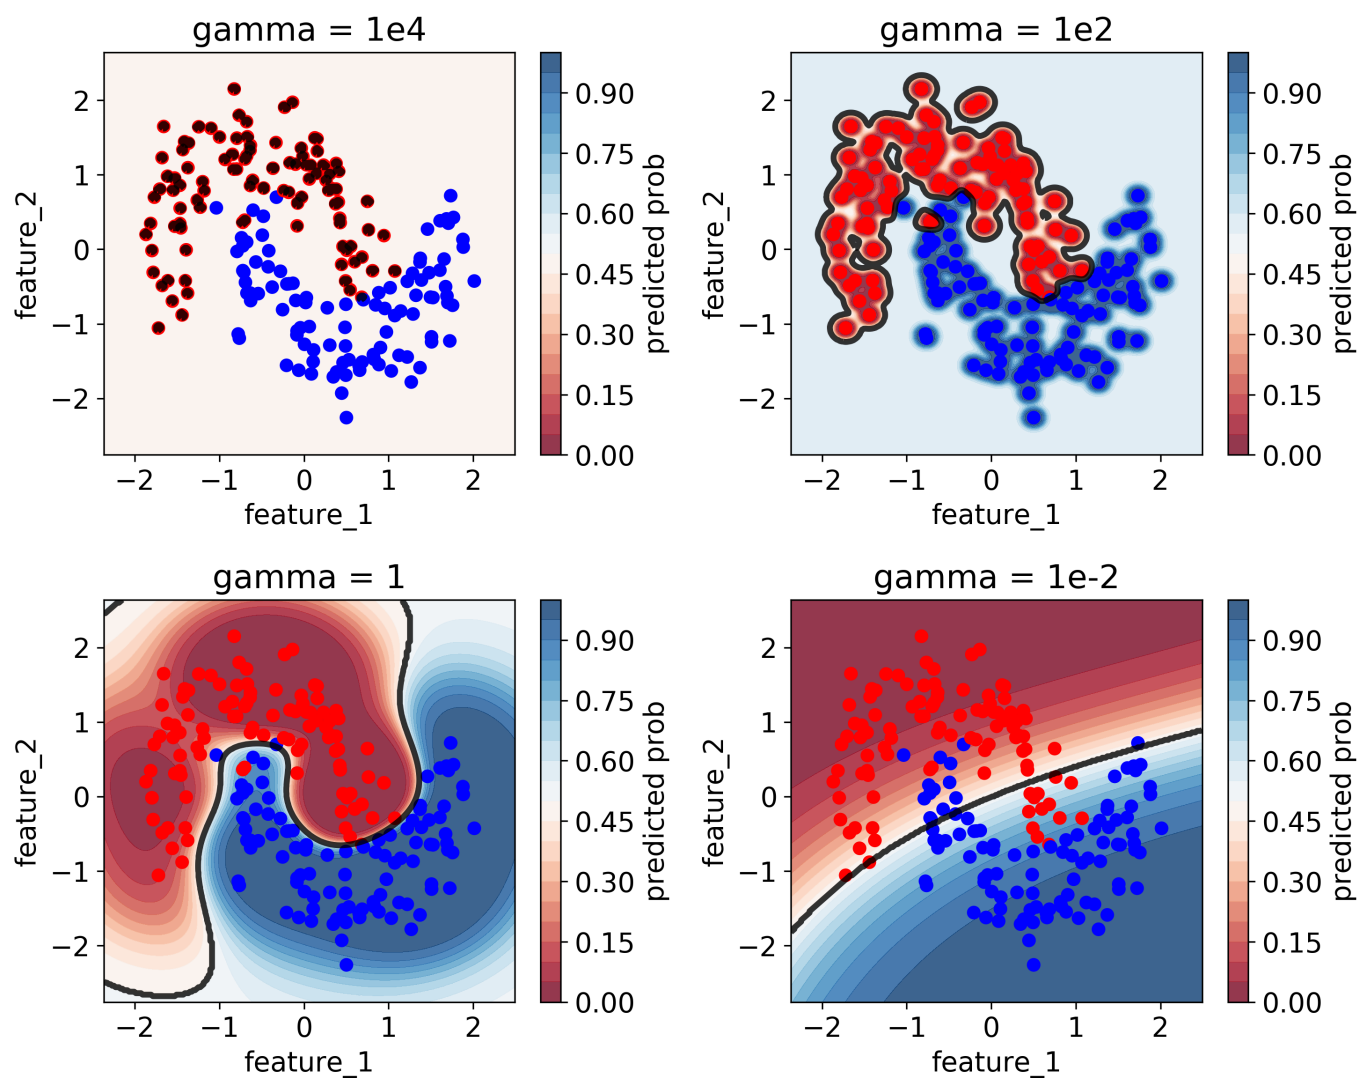 gamma = 1e4
2
1
0
−1
−2
feature_2
−2 −1 0 1 2
feature_1
0.90
0.75
0.60
0.45
0.30
0.15
0.00
predicted prob
gamma = 1e2
2
1
0
−1
−2
feature_2
−2 −1 0 1 2
feature_1
0.90
0.75
0.60
0.45
0.30
0.15
0.00
predicted prob
gamma = 1
2
1
0
−1
−2
feature_2
−2 −1 0 1 2
feature_1
0.90
0.75
0.60
0.45
0.30
0.15
0.00
predicted prob
gamma = 1e-2
2
1
0
−1
−2
feature_2
−2 −1 0 1 2
feature_1
0.90
0.75
0.60
0.45
0.30
0.15
0.00
predicted prob